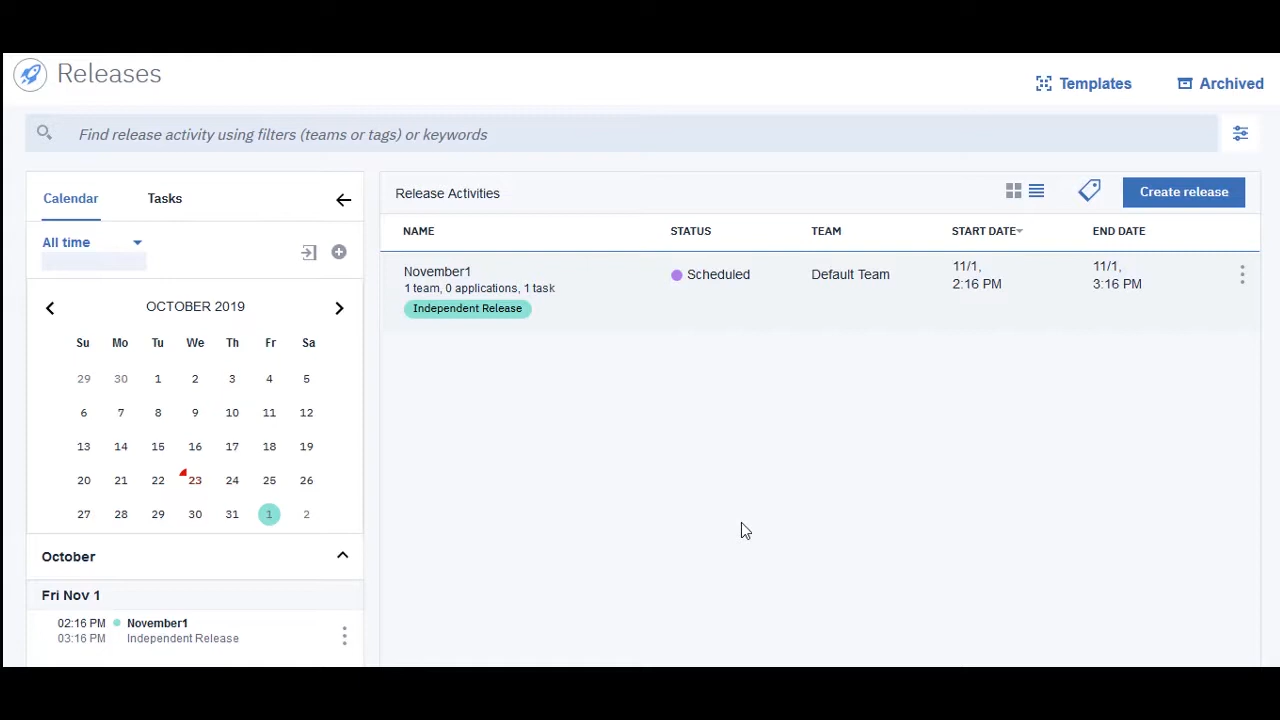 Releases
Templates
Archived
Find release activity using filters (teams or tags) or keywords
Calendar
Tasks
All time
OCTOBER 2019
Su Mo Tu We Th Fr Sa
29 30 1 2 3 4 5
6 7 8 9 10 11 12
13 14 15 16 17 18 19
20 21 22 23 24 25 26
27 28 29 30 31 1 2
October
Fri Nov 1
02:16 PM November1
03:16 PM Independent Release
Release Activities
Create release
NAME STATUS TEAM START DATE END DATE
November1
1 team, 0 applications, 1 task
Independent Release
Scheduled
Default Team
11/1,
2:16 PM
11/1,
3:16 PM